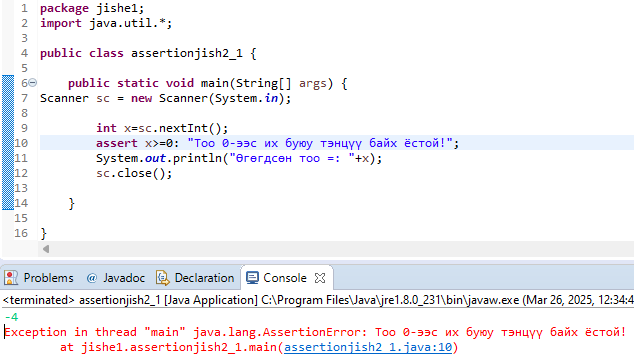 1 package jishe1;
2 import java.util.*;
3
4 public class assertionjish2_1 {
5
6 public static void main(String[] args) {
7 Scanner sc = new Scanner(System.in);
8
9 int x=sc.nextInt();
10 assert x>=0: "Тоо 0-ээс их буюу тэнцүү байх ёстой!";
11 System.out.println("Өгөгдсөн тоо =: "+x);
12 sc.close();
13
14 }
15
16 }
Problems @ Javadoc Declaration Console
<terminated> assertionjish2_1 [Java Application] C:\Program Files\Java\jre1.8.0_231\bin\javaw.exe (Mar 26, 2025, 12:34:4
-4
Exception in thread "main" java.lang.AssertionError: Тоо 0-ээс их буюу тэнцүү байх ёстой!
at jishe1.assertionjish2_1.main(assertionjish2_1.java:10)